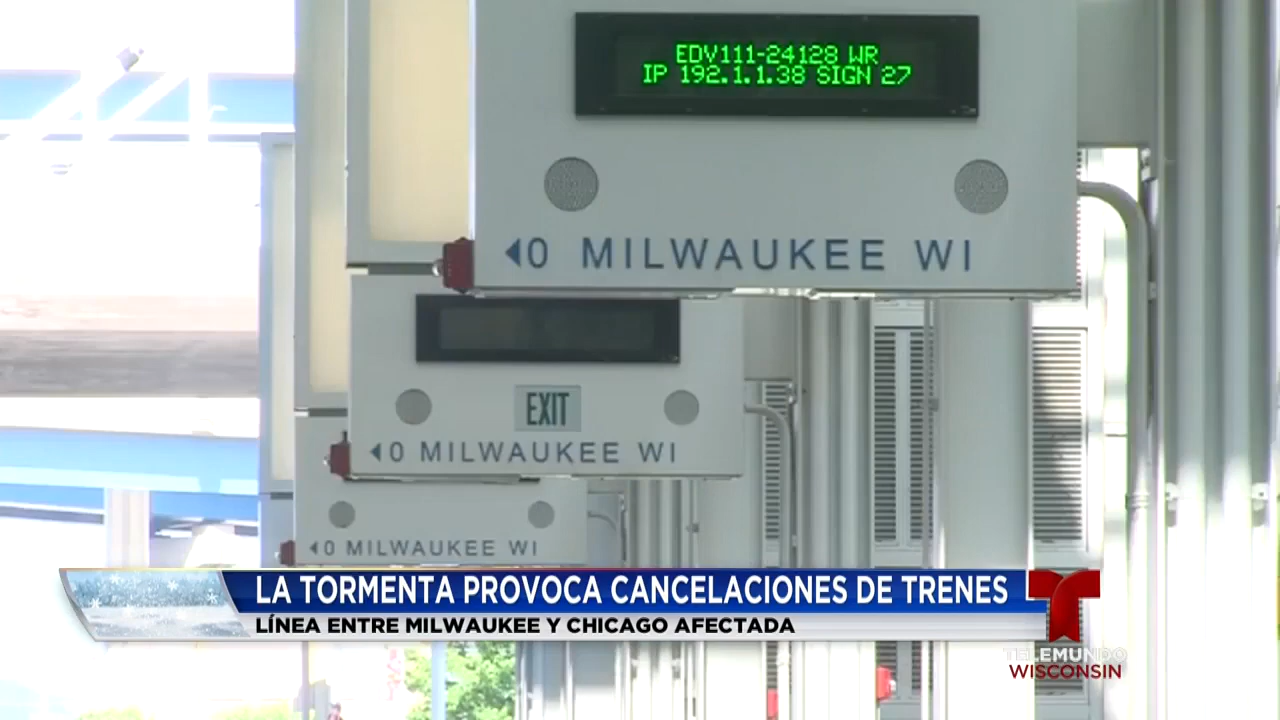 EDV111-24128 WR
IP 192.1.1.38 SIGN 27
0 MILWAUKEE WI
EXIT
0 MILWAUKEE WI
0 MILWAUKEE WI
LA TORMENTA PROVOCA CANCELACIONES DE TRENES
LÍNEA ENTRE MILWAUKEE Y CHICAGO AFECTADA
TELEMUNDO
WISCONSIN